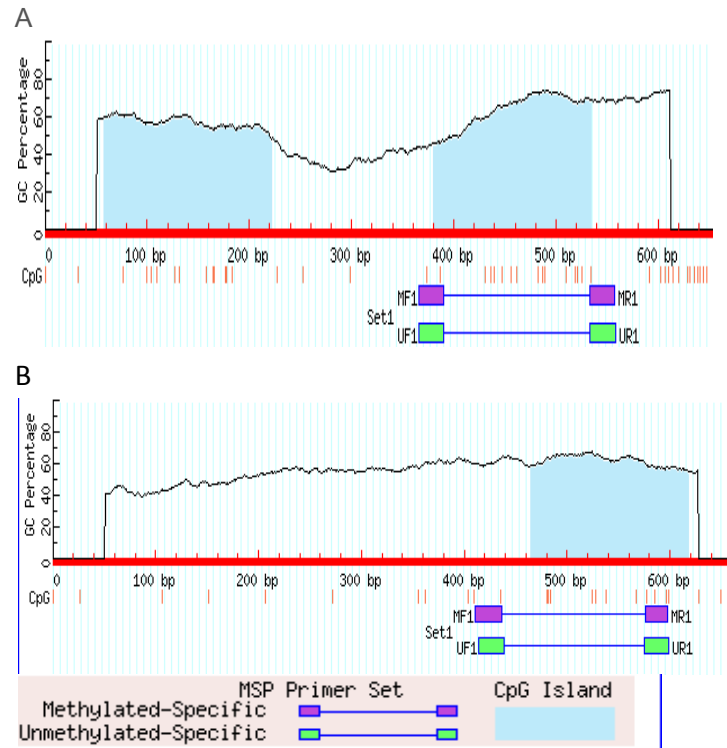 A
GC Percentage
80
60
40
20
0
0 100 bp 200 bp 300 bp 400 bp 500 bp 600 bp
CpG
MF1 MR1
Set1
UF1 UR1
B
GC Percentage
80
60
40
20
0
0 100 bp 200 bp 300 bp 400 bp 500 bp 600 bp
CpG
MF1 MR1
Set1
UF1 UR1
MSP Primer Set CpG Island
Methylated-Specific
Unmethylated-Specific